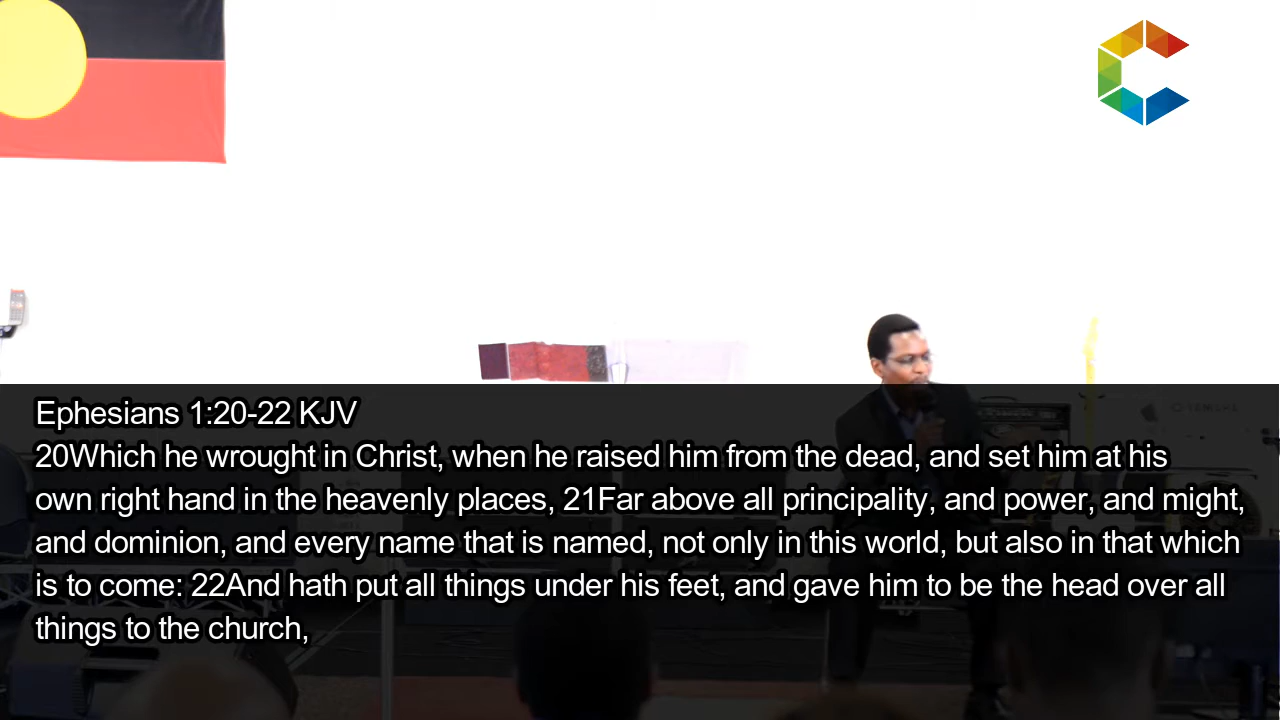 Ephesians 1:20-22 KJV
20Which he wrought in Christ, when he raised him from the dead, and set him at his
own right hand in the heavenly places, 21Far above all principality, and power, and might,
and dominion, and every name that is named, not only in this world, but also in that which
is to come: 22And hath put all things under his feet, and gave him to be the head over all
things to the church,